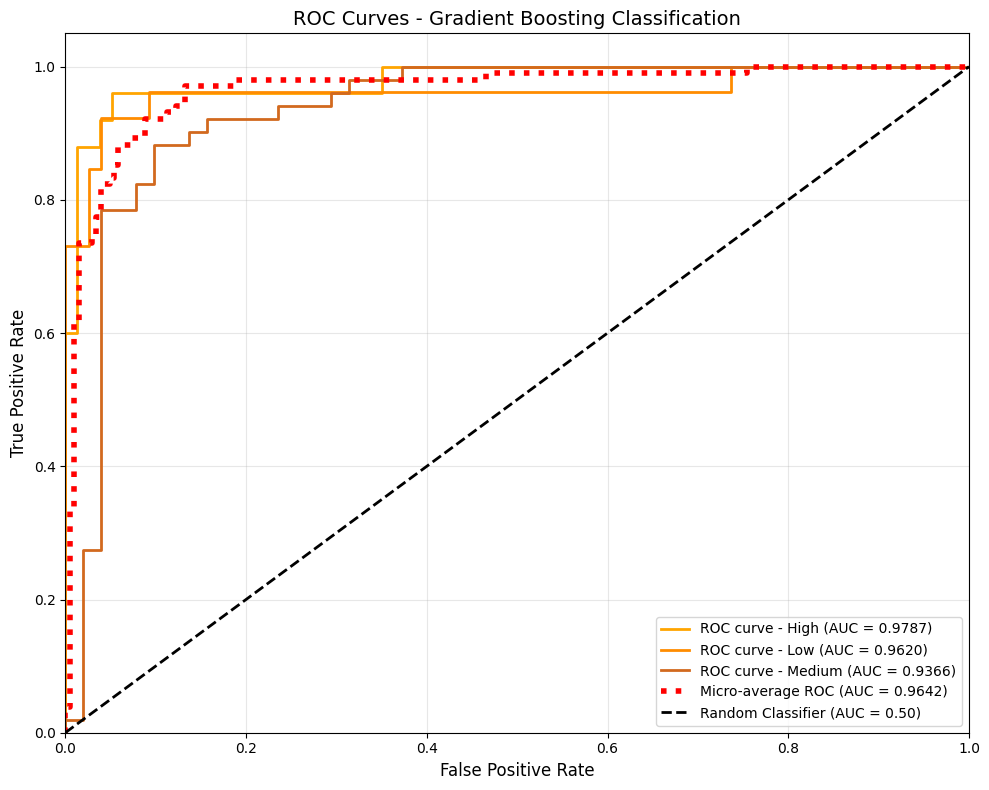 ROC Curves - Gradient Boosting Classification
True Positive Rate
1.0
0.8
0.6
0.4
0.2
0.0
0.0 0.2 0.4 0.6 0.8 1.0
False Positive Rate
ROC curve - High (AUC = 0.9787)
ROC curve - Low (AUC = 0.9620)
ROC curve - Medium (AUC = 0.9366)
Micro-average ROC (AUC = 0.9642)
Random Classifier (AUC = 0.50)